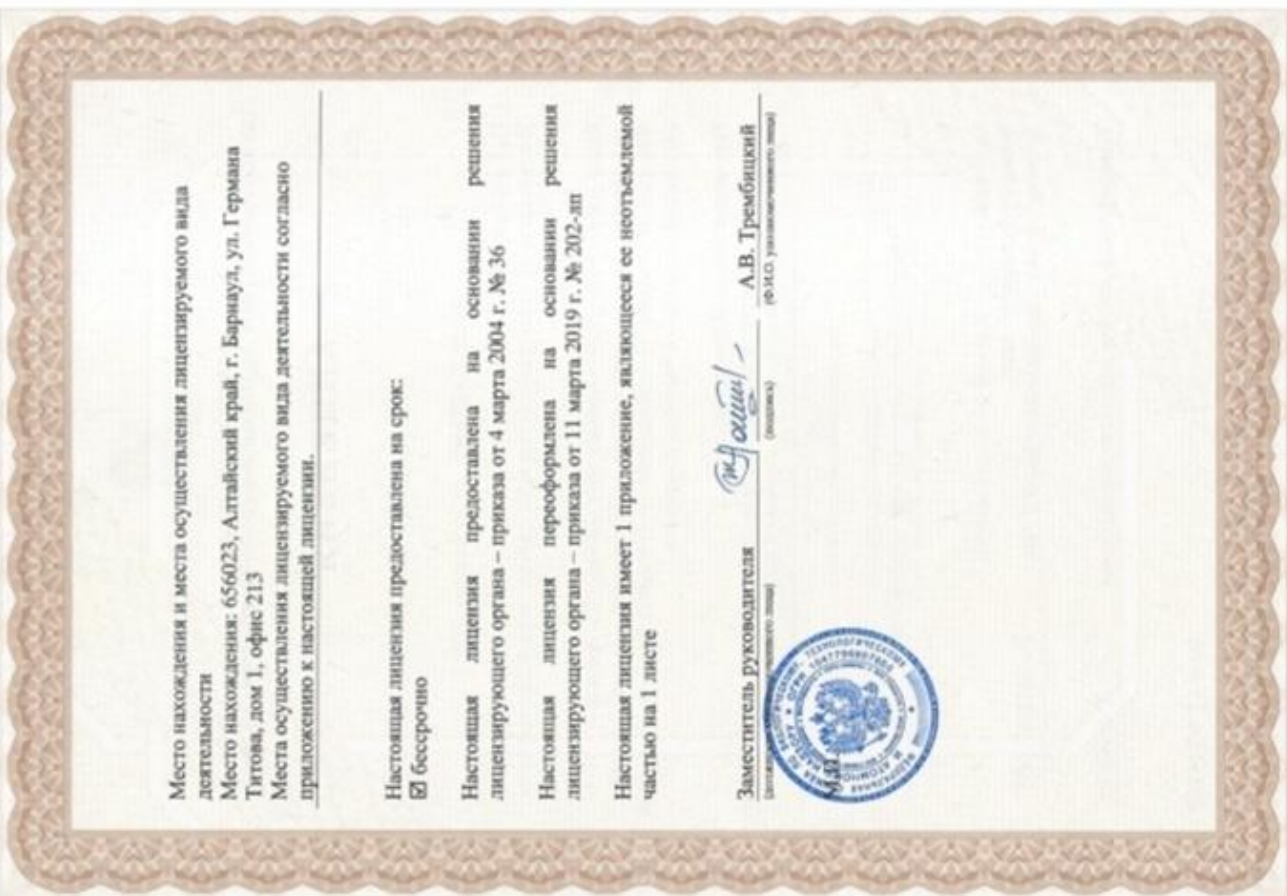 Место нахождения и места осуществления лицензируемого вида
деятельности
Место нахождения: 656023, Алтайский край, г. Барнаул, ул. Германа
Титова, дом 1, офис 213
Места осуществления лицензируемого вида деятельности согласно
приложению к настоящей лицензии.
Настоящая лицензия предоставлена на срок:
☑ бессрочно
Настоящая лицензия предоставлена на основании решения
лицензирующего органа – приказа от 4 марта 2004 г. № 36
Настоящая лицензия переоформлена на основании решения
лицензирующего органа – приказа от 11 марта 2019 г. № 202-лп
Настоящая лицензия имеет 1 приложение, являющееся ее неотъемлемой
частью на 1 листе
Заместитель руководителя А.В. Трембицкий
(подпись) (Ф.И.О. уполномоченного лица)
М.П.